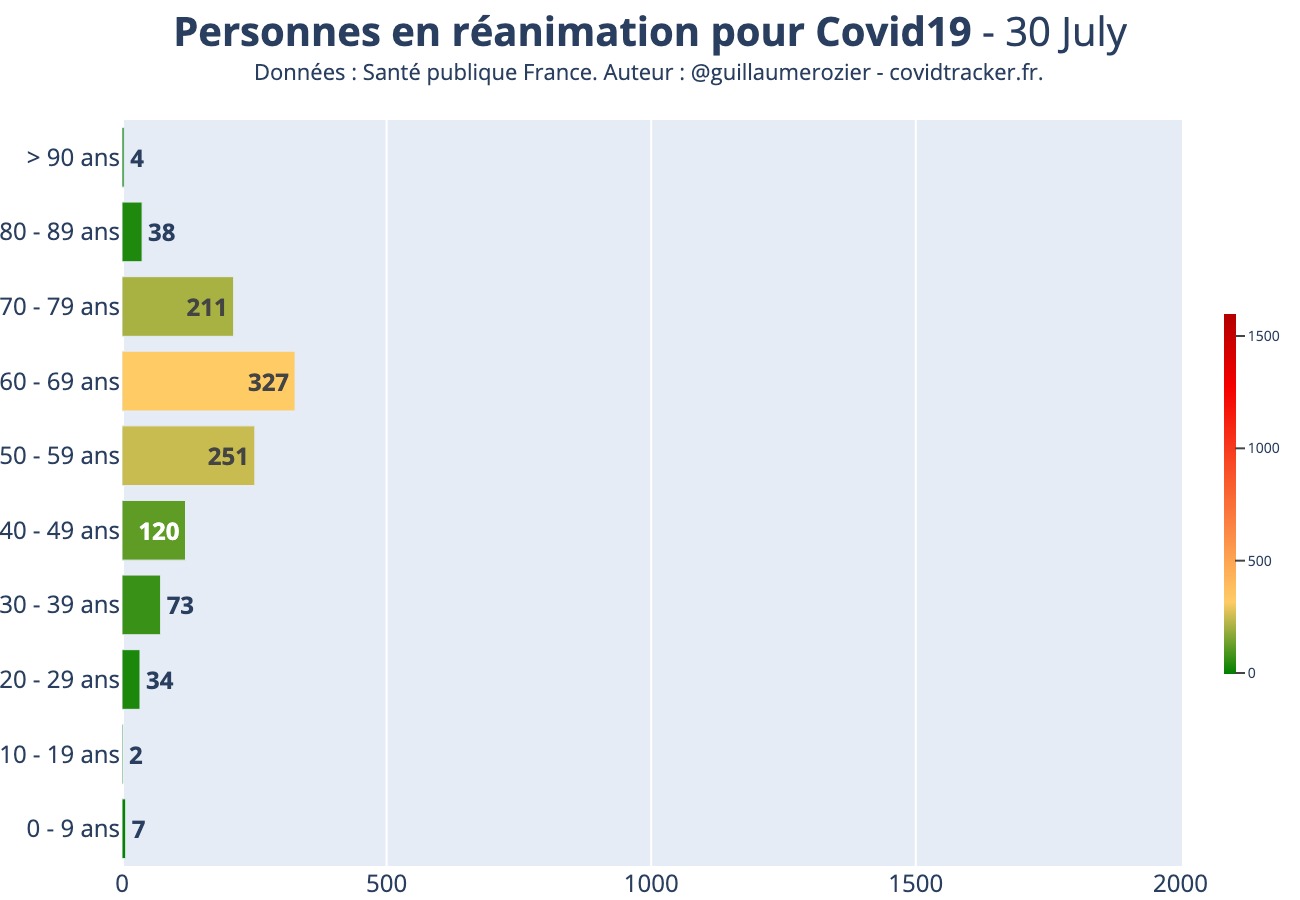 Personnes en réanimation pour Covid19 - 30 July
Données : Santé publique France. Auteur : @guillaumerozier - covidtracker.fr.
> 90 ans 4
80 - 89 ans 38
70 - 79 ans 211
60 - 69 ans 327
50 - 59 ans 251
40 - 49 ans 120
30 - 39 ans 73
20 - 29 ans 34
10 - 19 ans 2
0 - 9 ans 7
0 500 1000 1500 2000
1500
1000
500
0